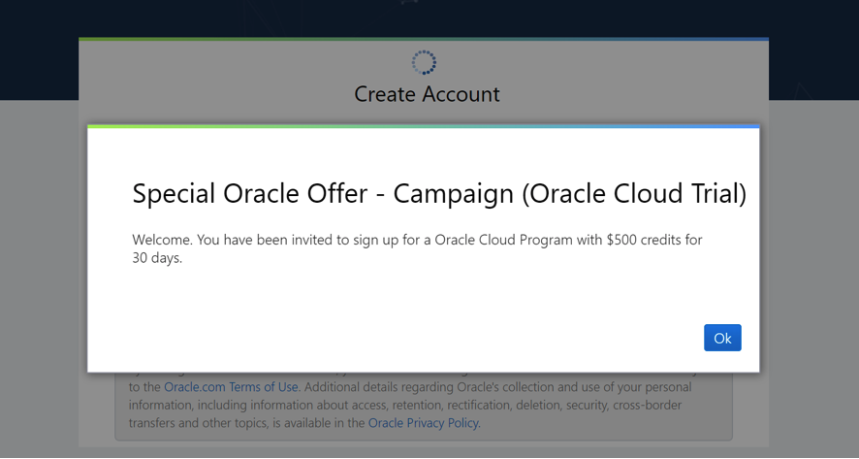 Create Account
Special Oracle Offer - Campaign (Oracle Cloud Trial)
Welcome. You have been invited to sign up for a Oracle Cloud Program with $500 credits for
30 days.
Ok
to the Oracle.com Terms of Use. Additional details regarding Oracle's collection and use of your personal
information, including information about access, retention, rectification, deletion, security, cross-border
transfers and other topics, is available in the Oracle Privacy Policy.